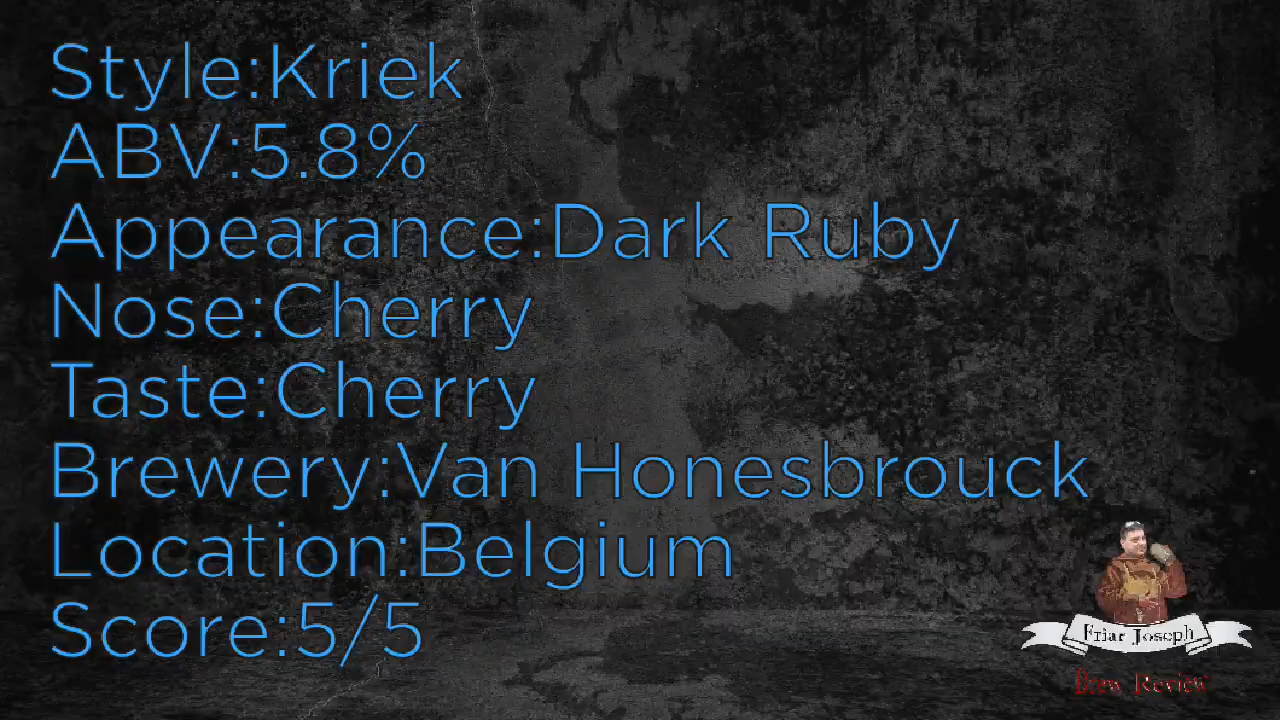 Style:Kriek
ABV:5.8%
Appearance:Dark Ruby
Nose:Cherry
Taste:Cherry
Brewery:Van Honesbrouck
Location:Belgium
Score:5/5
Friar Joseph
Brew Review